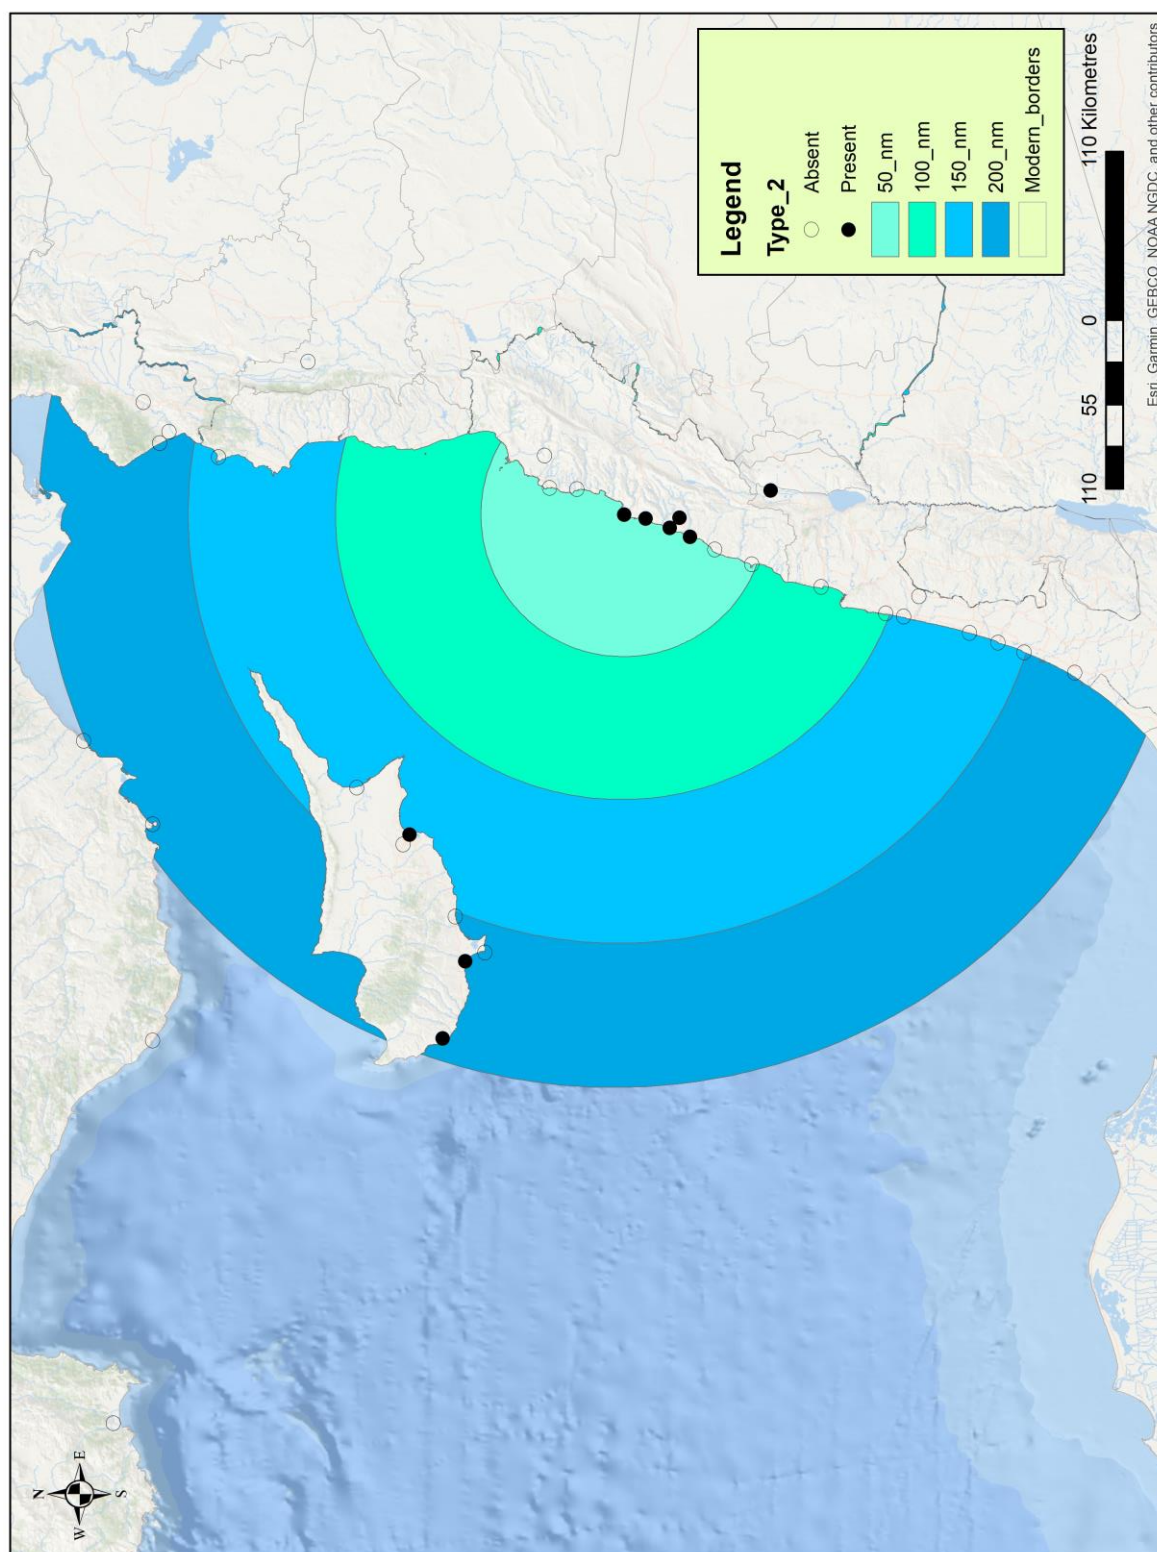 N
W E
S
Legend
Type_2
Absent
Present
50_nm
100_nm
150_nm
200_nm
Modern_borders
110 55 0 110 Kilometres
Esri, Garmin, GEBCO, NOAA NGDC, and other contributors